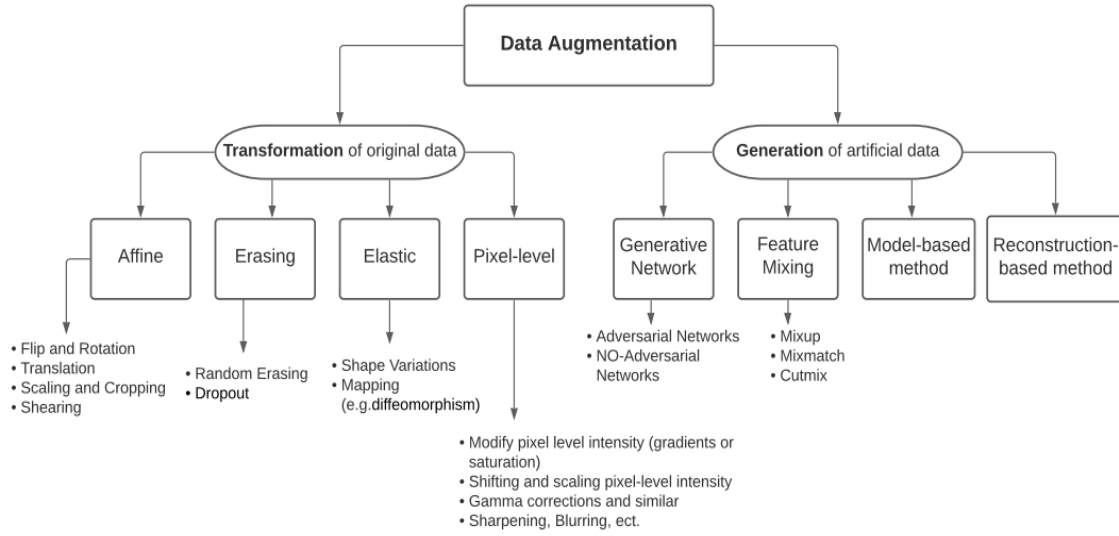 Data Augmentation
Transformation of original data
Generation of artificial data
Affine
Erasing
Elastic
Pixel-level
Generative
Network
Feature
Mixing
Model-based
method
Reconstruction-
based method
• Flip and Rotation
• Translation
• Scaling and Cropping
• Shearing
• Random Erasing
• Dropout
• Shape Variations
• Mapping
(e.g.diffeomorphism)
• Modify pixel level intensity (gradients or
saturation)
• Shifting and scaling pixel-level intensity
• Gamma corrections and similar
• Sharpening, Blurring, ect.
• Adversarial Networks
• NO-Adversarial
Networks
• Mixup
• Mixmatch
• Cutmix